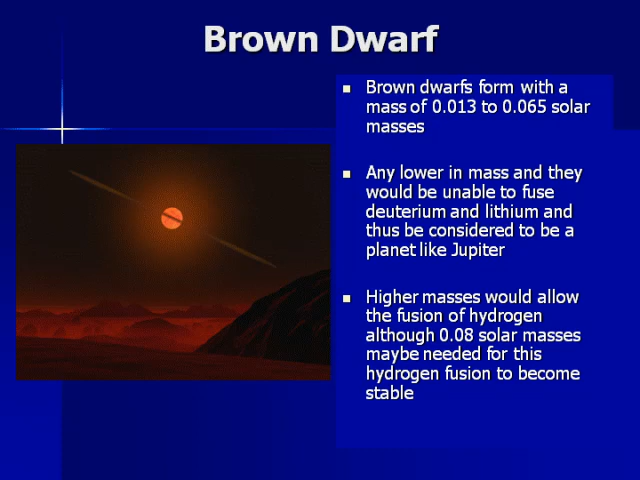 Brown Dwarf
Brown dwarfs form with a
mass of 0.013 to 0.065 solar
masses
Any lower in mass and they
would be unable to fuse
deuterium and lithium and
thus be considered to be a
planet like Jupiter
Higher masses would allow
the fusion of hydrogen
although 0.08 solar masses
maybe needed for this
hydrogen fusion to become
stable